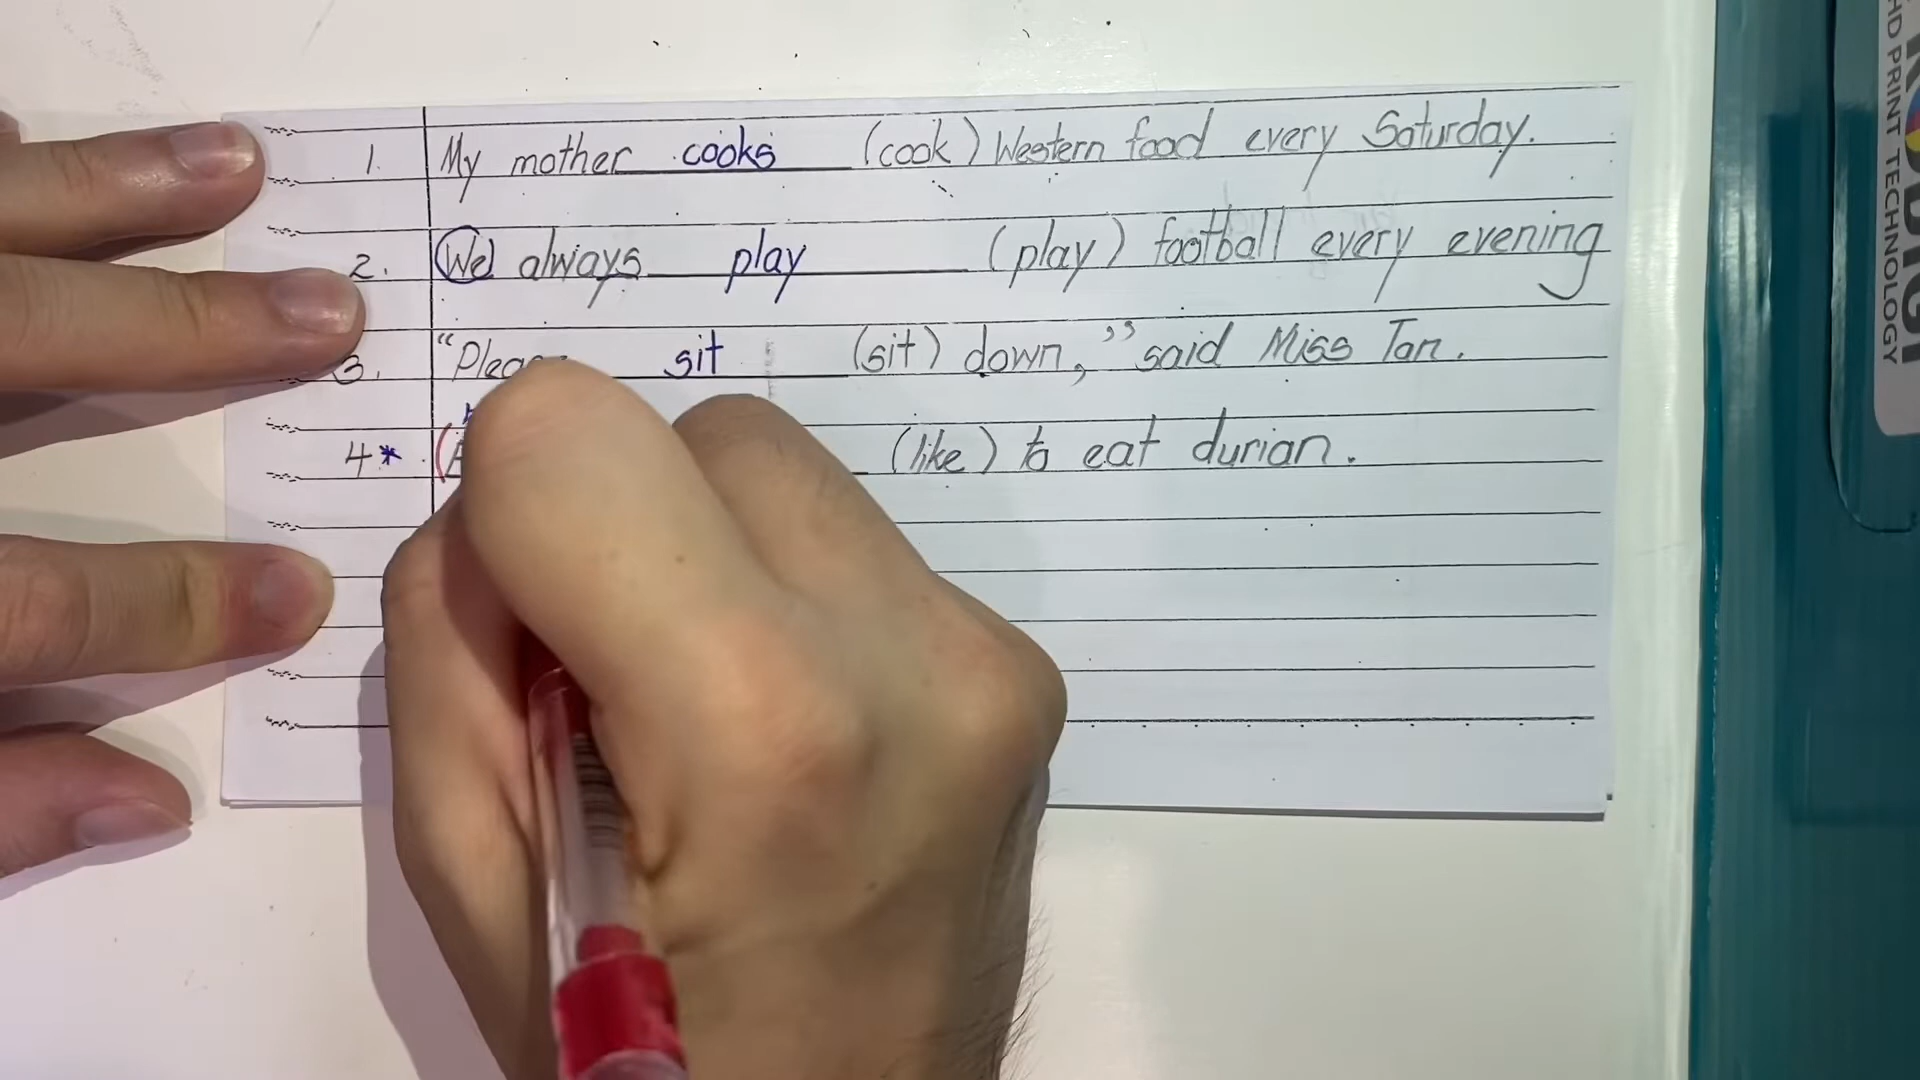 1. My mother cooks (cook) Western food every Saturday.
2. We always play (play) football every evening
3. " sit (sit) down," said Miss Tan.
4* ( (like) to eat durian.
HD PRINT TECHNOLOGY